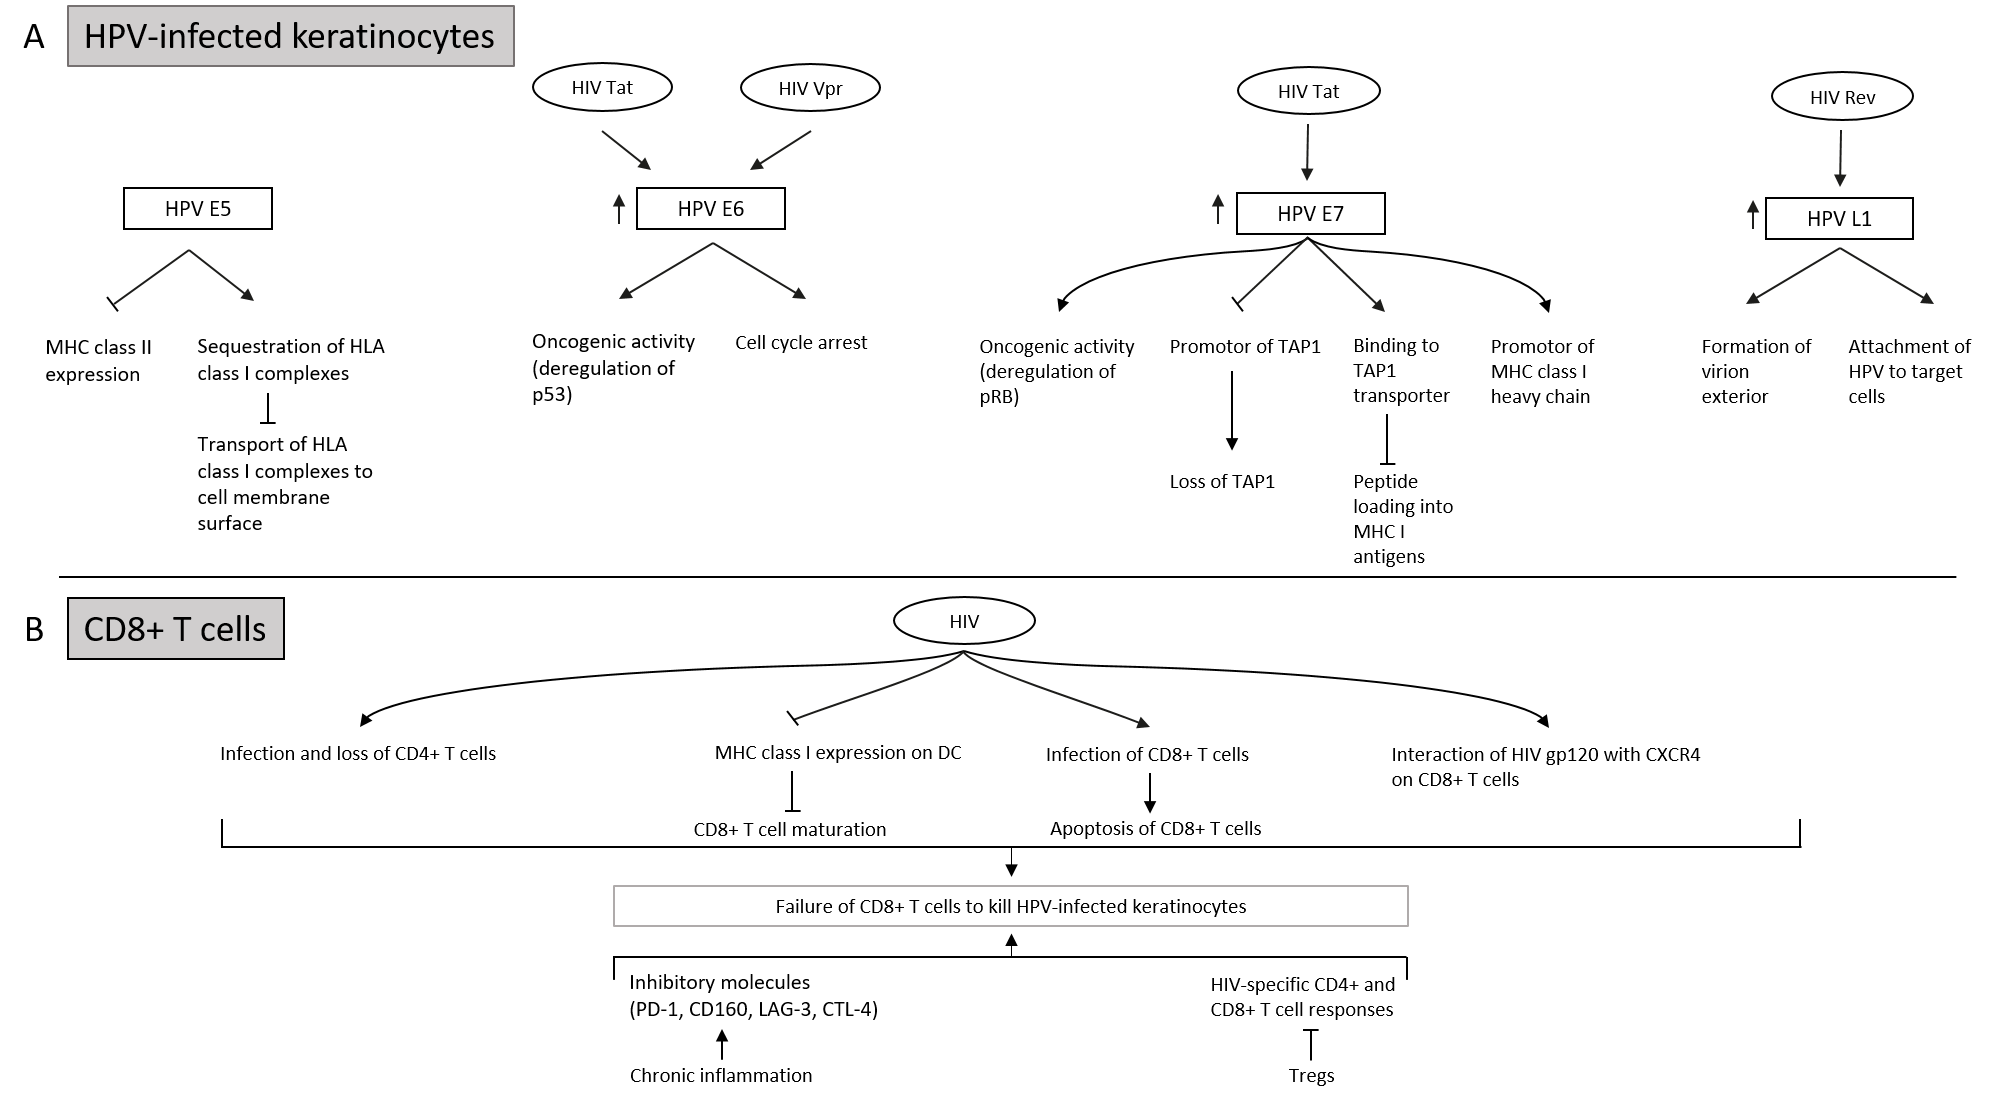 A
HPV-infected keratinocytes
HIV Tat
HIV Vpr
HIV Tat
HIV Rev
HPV E5
HPV E6
HPV E7
HPV L1
MHC class II
expression
Sequestration of HLA
class I complexes
Transport of HLA
class I complexes to
cell membrane
surface
Oncogenic activity
(deregulation of
p53)
Cell cycle arrest
Oncogenic activity
(deregulation of
pRB)
Promotor of TAP1
Loss of TAP1
Binding to
TAP1
transporter
Peptide
loading into
MHC I
antigens
Promotor of
MHC class I
heavy chain
Formation of
virion
exterior
Attachment of
HPV to target
cells
B
CD8+ T cells
HIV
Infection and loss of CD4+ T cells
MHC class I expression on DC
CD8+ T cell maturation
Infection of CD8+ T cells
Apoptosis of CD8+ T cells
Interaction of HIV gp120 with CXCR4
on CD8+ T cells
Failure of CD8+ T cells to kill HPV-infected keratinocytes
Inhibitory molecules
(PD-1, CD160, LAG-3, CTL-4)
Chronic inflammation
HIV-specific CD4+ and
CD8+ T cell responses
Tregs